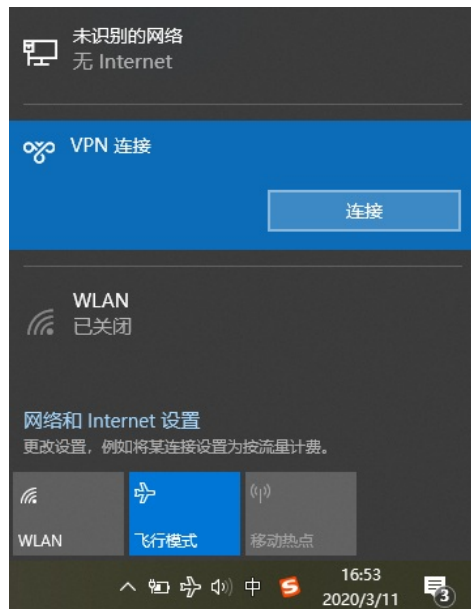 未识别的网络
无 Internet
VPN 连接
连接
WLAN
已关闭
网络和 Internet 设置
更改设置，例如将某连接设置为按流量计费。
WLAN
飞行模式
移动热点
中
S
16:53
2020/3/11
3